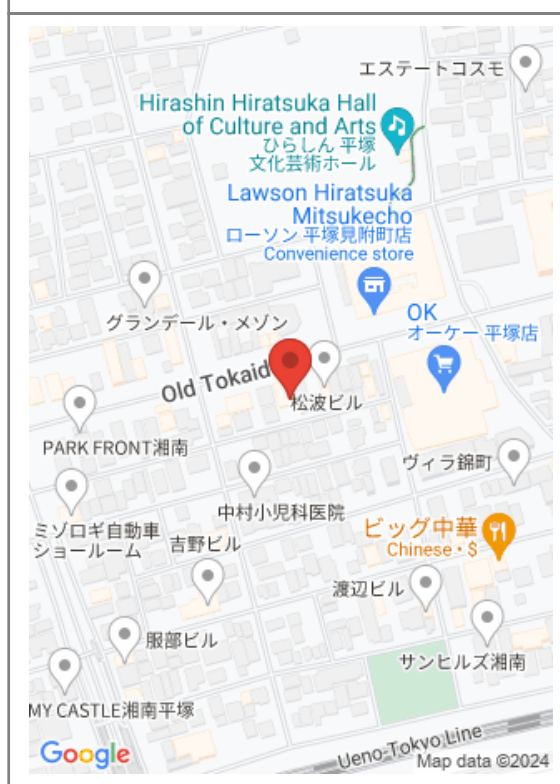 エステートコスモ
Hirashin Hiratsuka Hall
of Culture and Arts
ひらしん 平塚
文化芸術ホール
Lawson Hiratsuka
Mitsukecho
ローソン 平塚見附町店
Convenience store
グランデール・メゾン
OK
オーケー 平塚店
Old Tokaid
松波ビル
PARK FRONT湘南
ヴィラ錦町
中村小児科医院
ミゾロギ自動車
ショールーム
吉野ビル
ビッグ中華
Chinese • $
渡辺ビル
服部ビル
サンヒルズ湘南
MY CASTLE湘南平塚
Ueno-Tokyo Line
Google
Map data ©2024